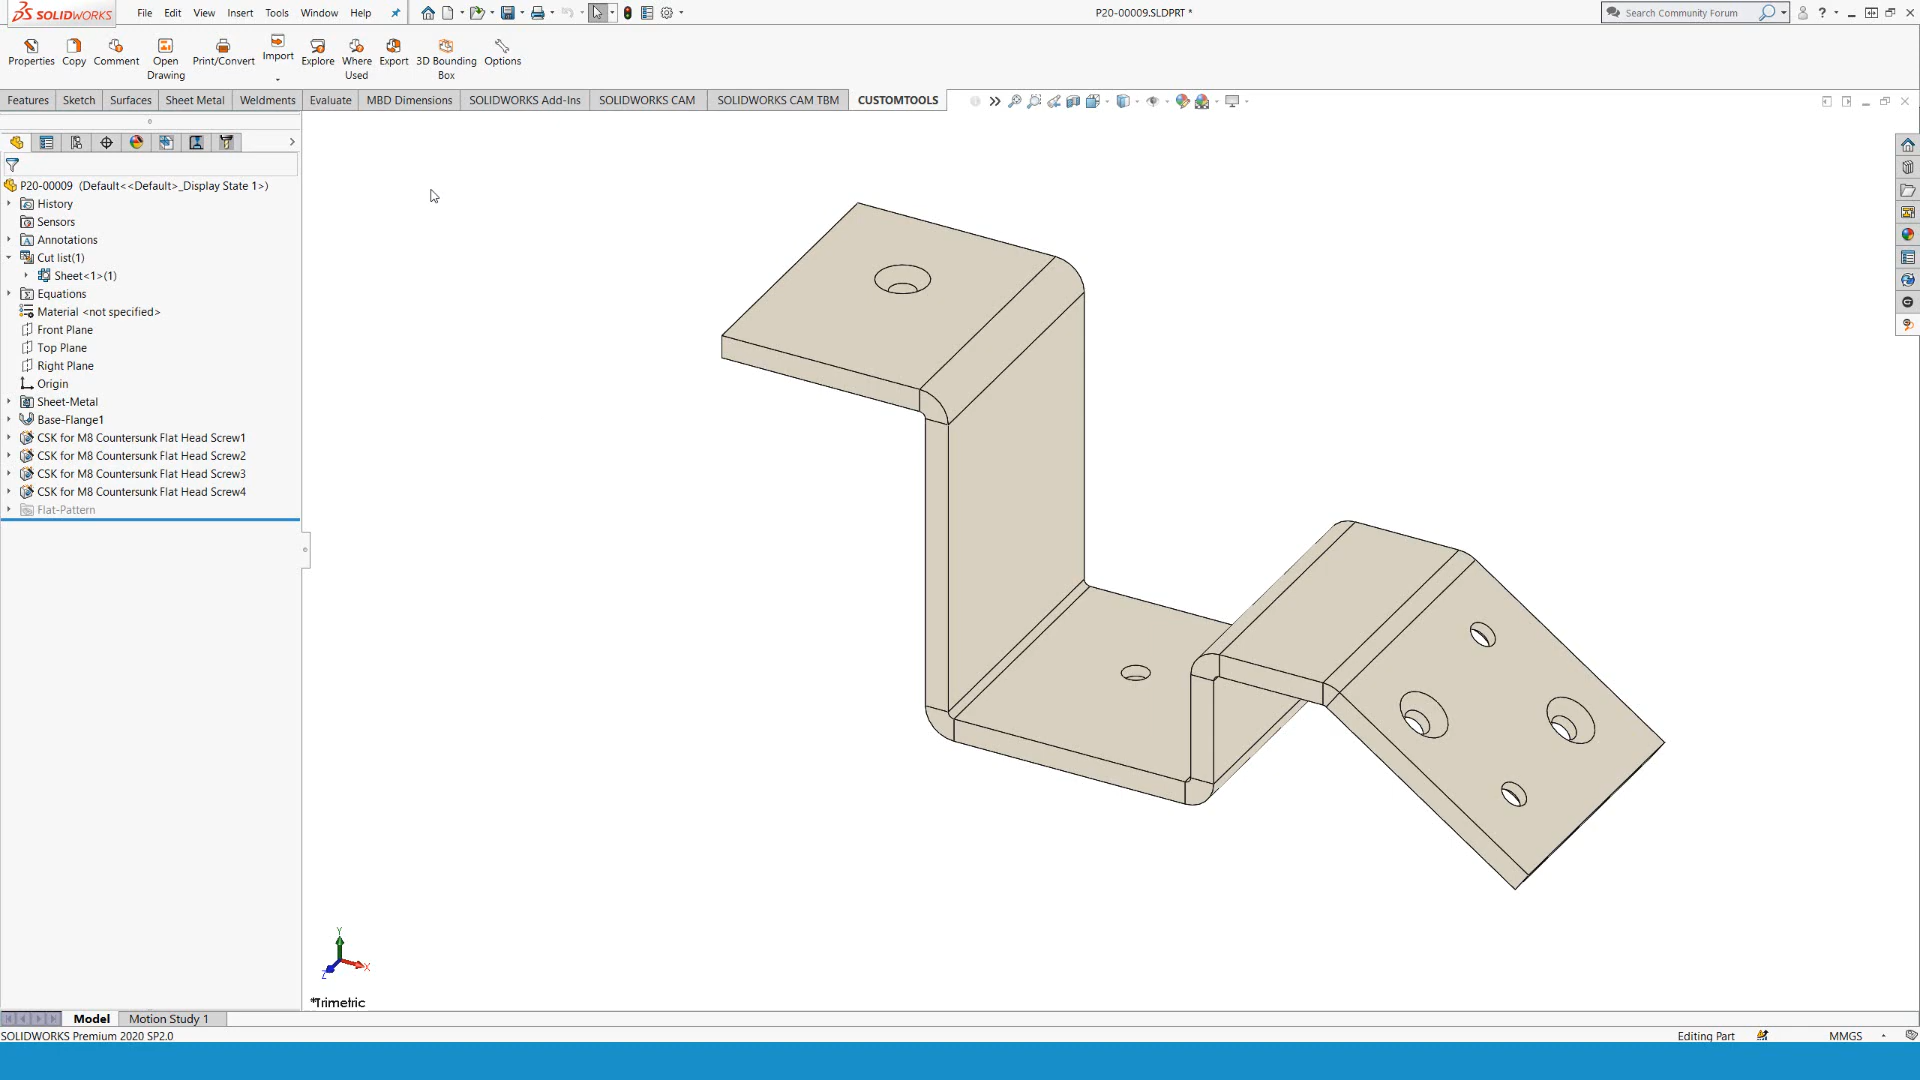 SOLIDWORKS File Edit View Insert Tools Window Help P20-00009.SLDPRT * Search Community Forum ?
Properties Copy Comment Open Drawing Print/Convert Import Explore Where Used Export 3D Bounding Box Options
Features Sketch Surfaces Sheet Metal Weldments Evaluate MBD Dimensions SOLIDWORKS Add-Ins SOLIDWORKS CAM SOLIDWORKS CAM TBM CUSTOMTOOLS
P20-00009 (Default<<Default>_Display State 1>)
History
Sensors
Annotations
Cut list(1)
Sheet<1>(1)
Equations
Material <not specified>
Front Plane
Top Plane
Right Plane
Origin
Sheet-Metal
Base-Flange1
CSK for M8 Countersunk Flat Head Screw1
CSK for M8 Countersunk Flat Head Screw2
CSK for M8 Countersunk Flat Head Screw3
CSK for M8 Countersunk Flat Head Screw4
Flat-Pattern
Y
X
Z
*Trimetric
Model Motion Study 1
SOLIDWORKS Premium 2020 SP2.0 Editing Part MMGS